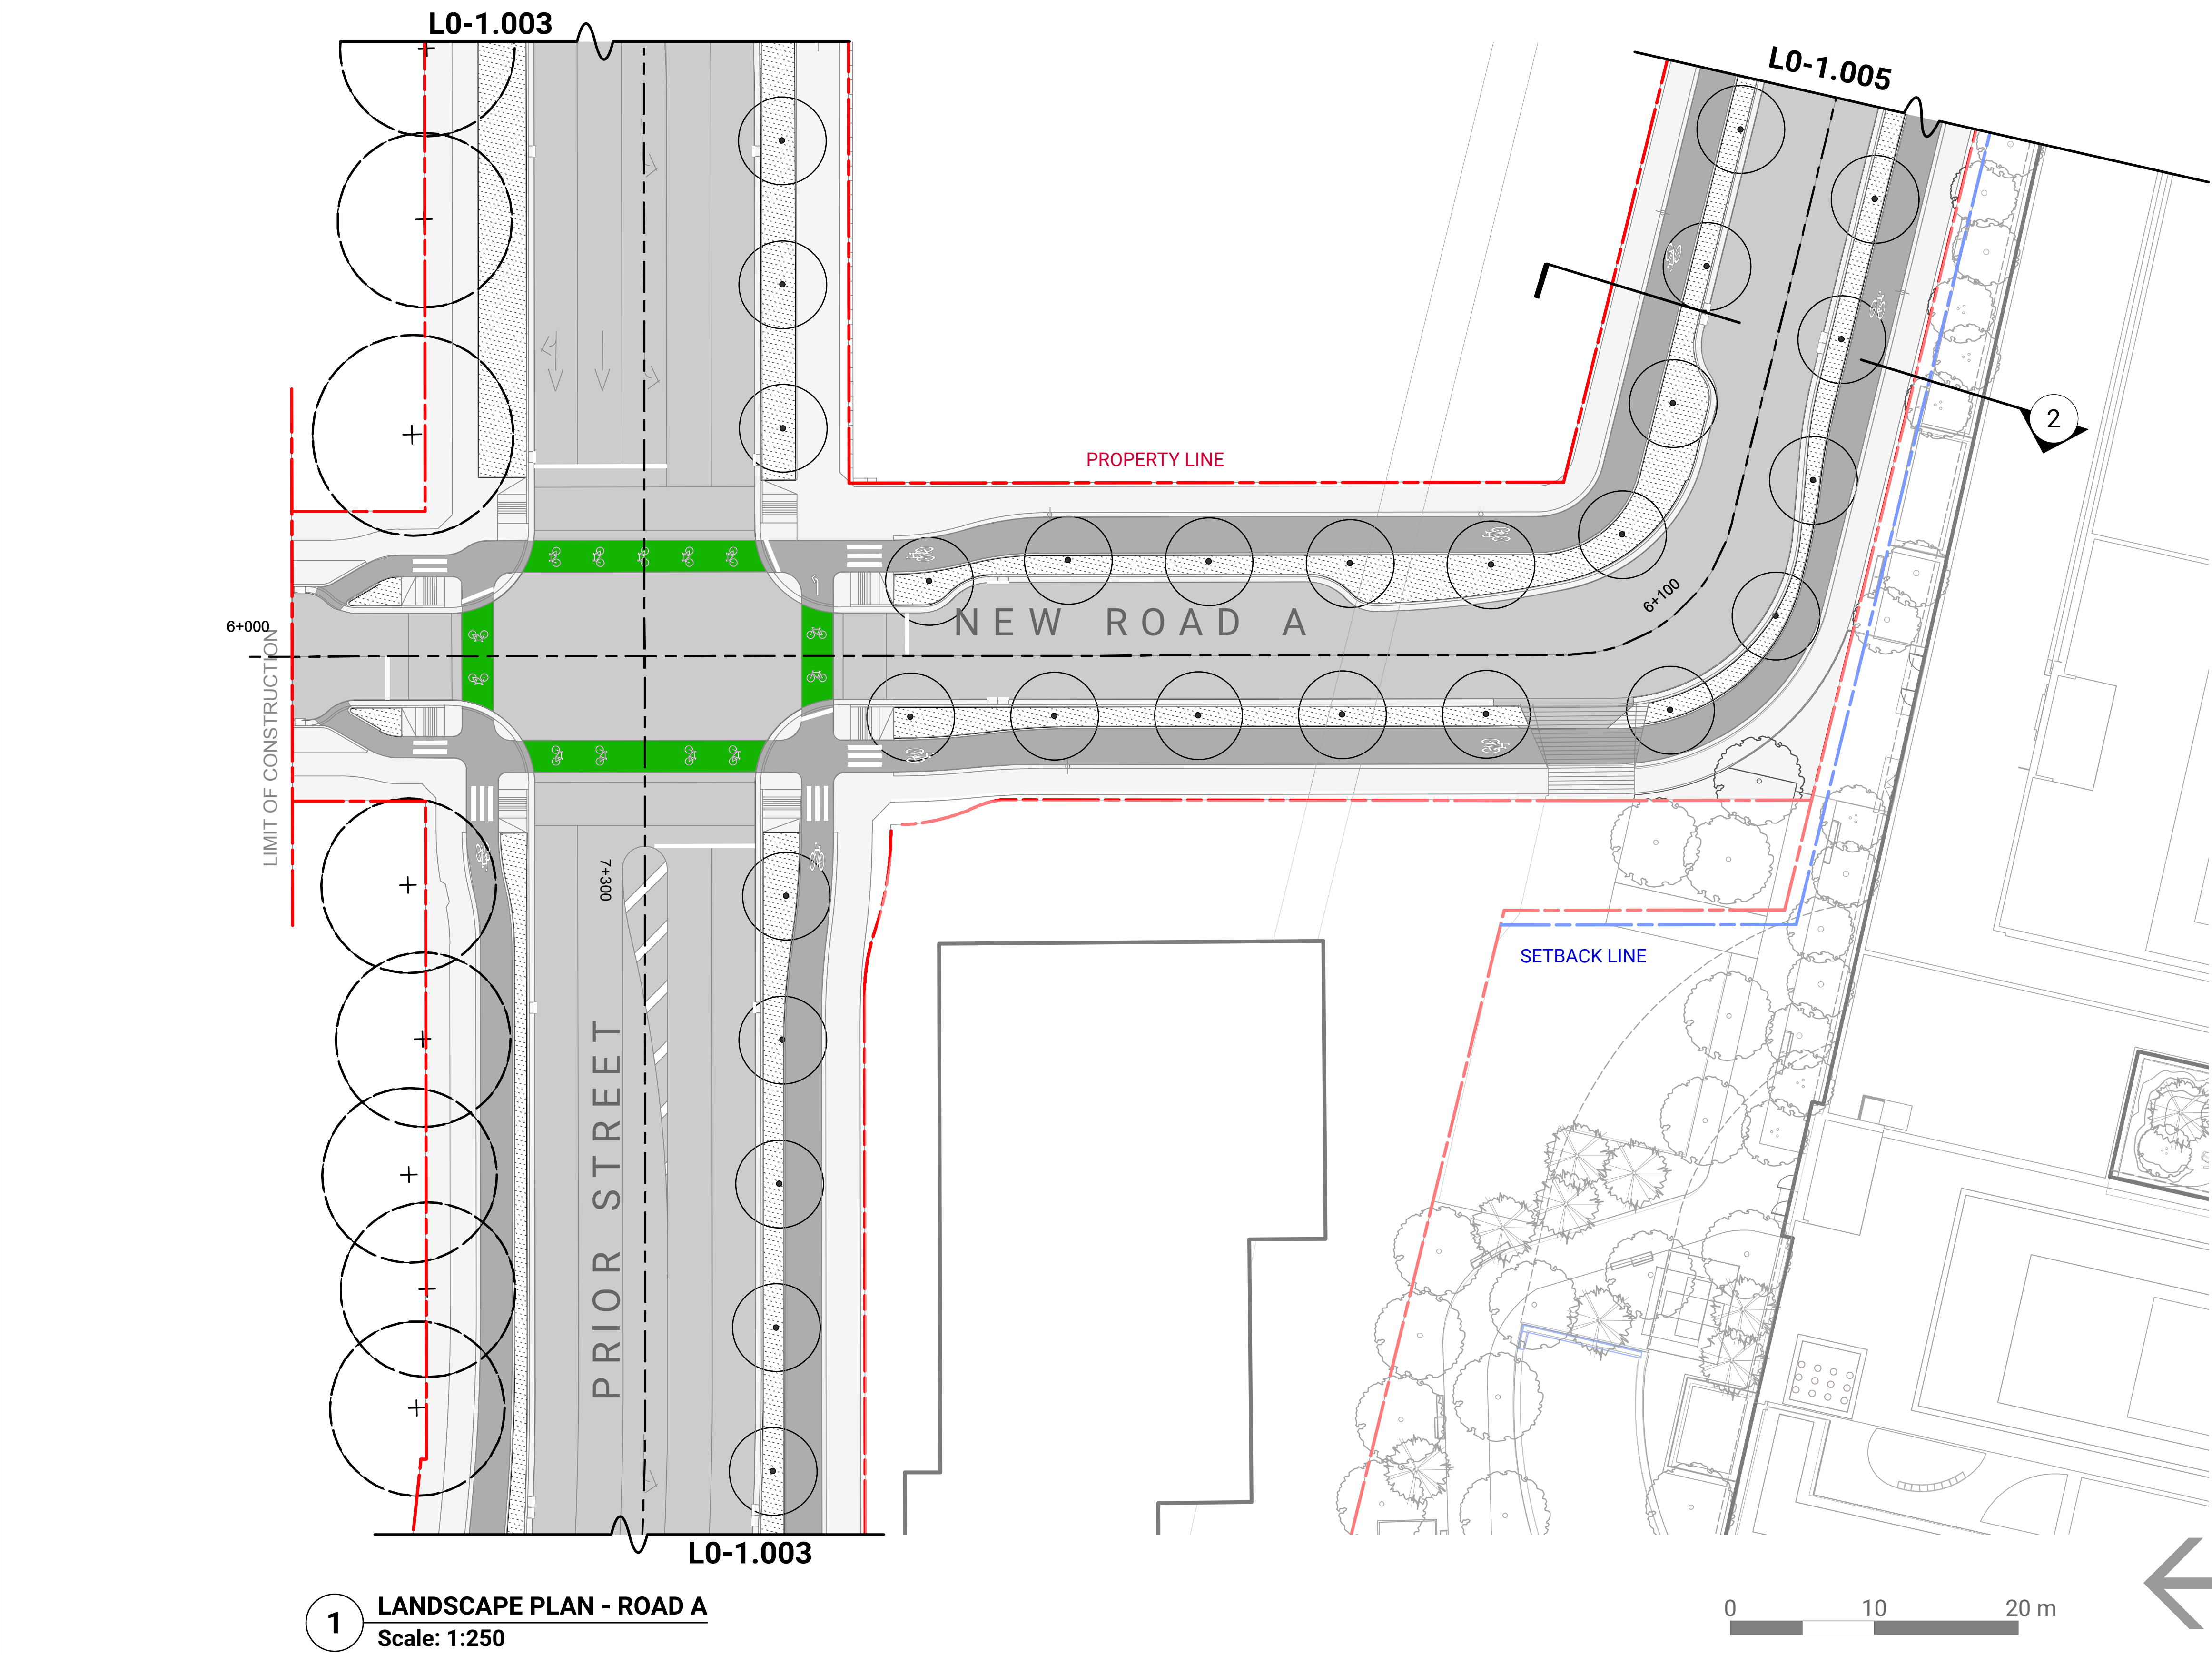 L0-1.003
L0-1.005
2
PROPERTY LINE
NEW ROAD A
6+100
6+000
LIMIT OF CONSTRUCTION
7+300
PRIOR STREET
SETBACK LINE
L0-1.003
1
LANDSCAPE PLAN - ROAD A
Scale: 1:250
0 10 20 m